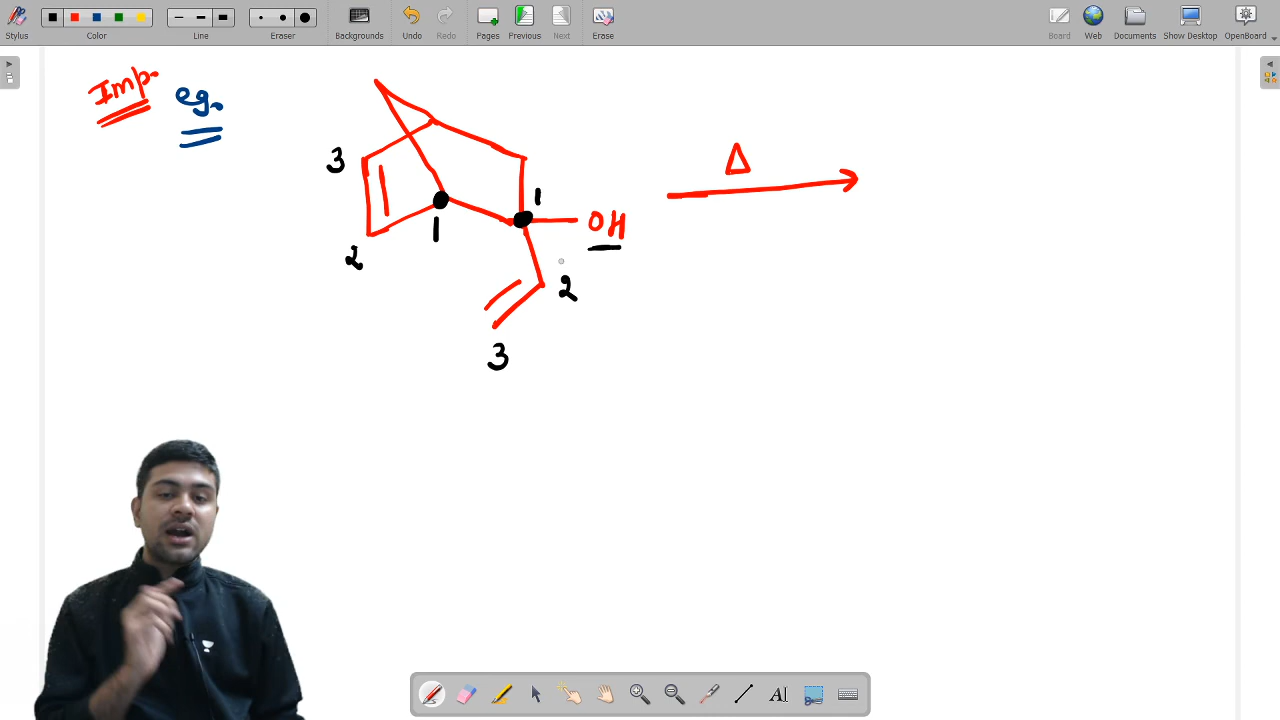 Stylus Color Line Eraser Backgrounds Undo Redo Pages Previous Next Erase Board Web Documents Show Desktop OpenBoard
Imp.
eg.
3
1
Δ
1
OH
2
2
3
AI